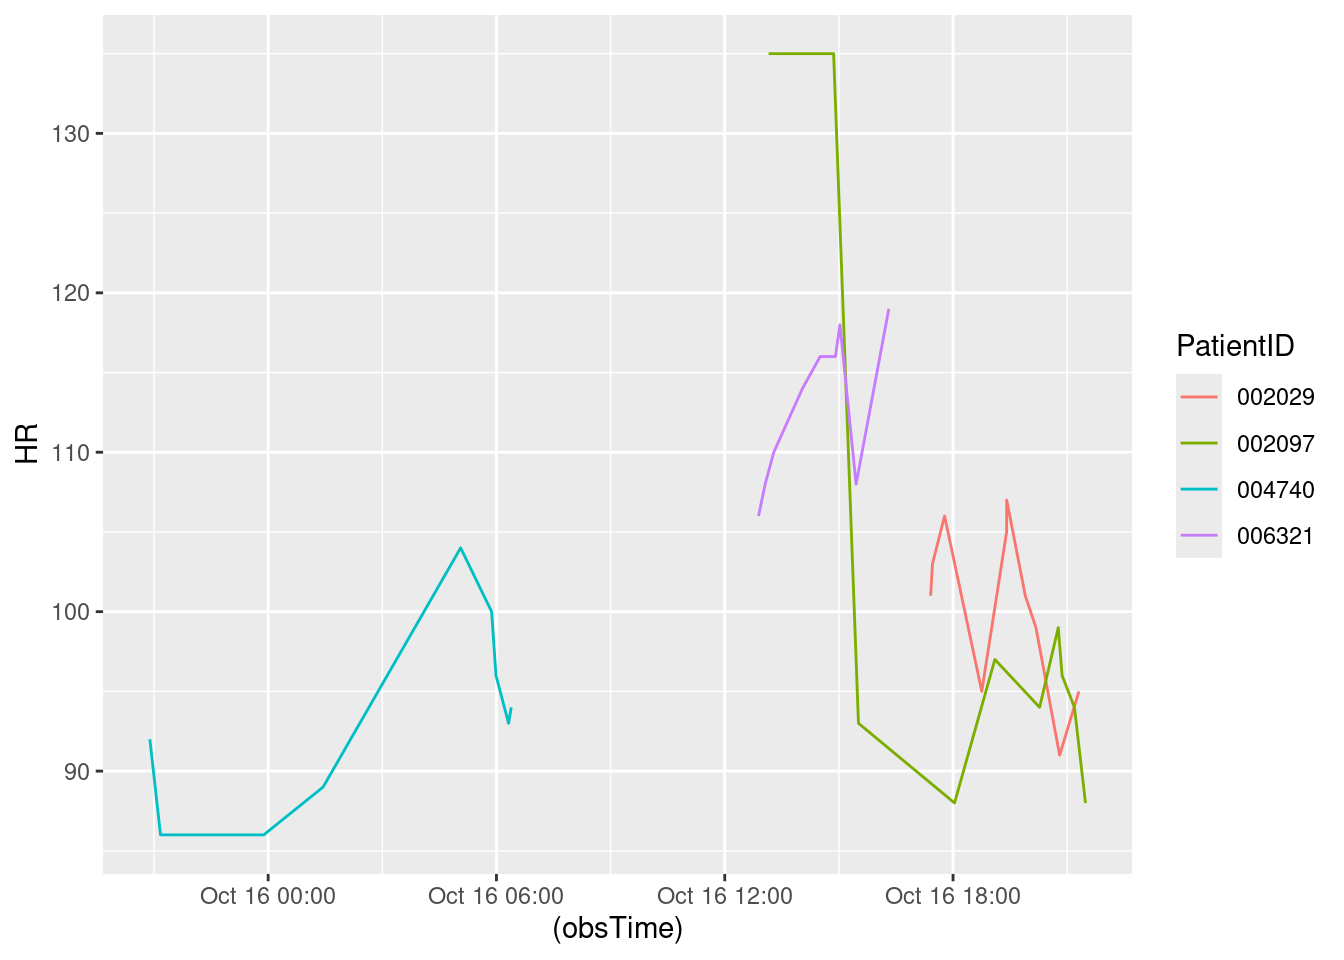 HR
130
120
110
100
90
Oct 16 00:00
Oct 16 06:00
Oct 16 12:00
Oct 16 18:00
(obsTime)
PatientID
002029
002097
004740
006321